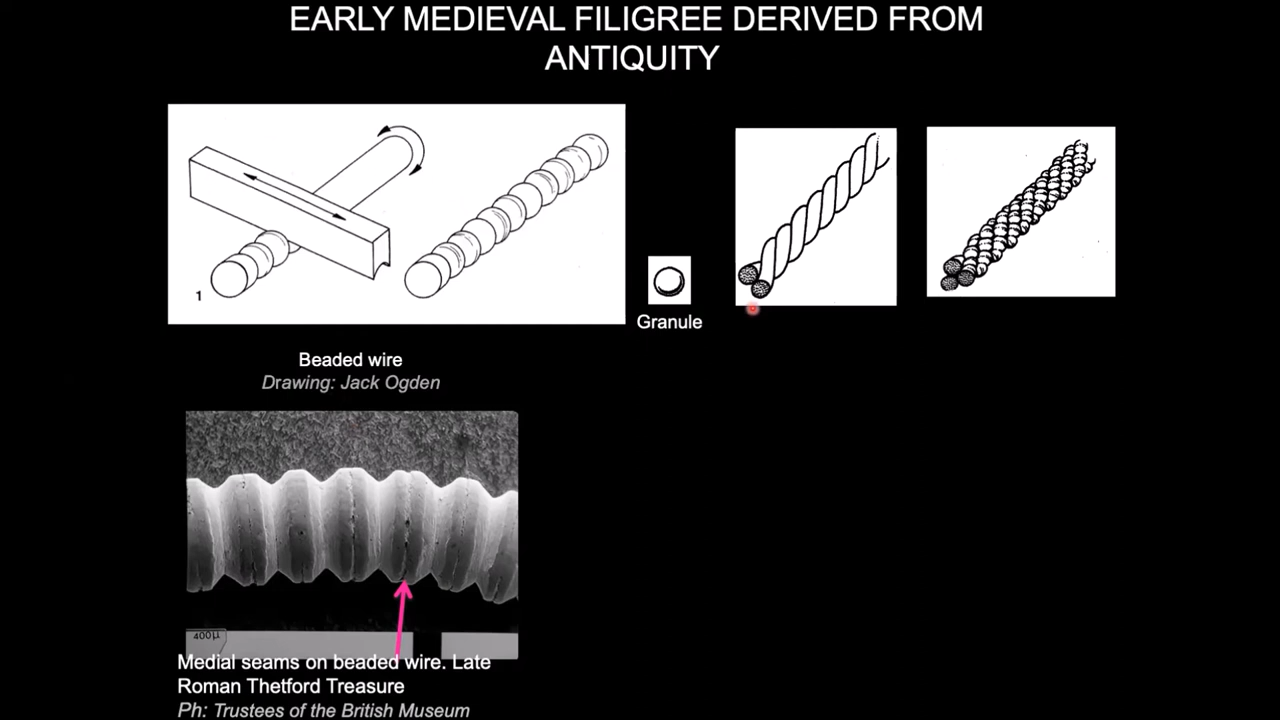 EARLY MEDIEVAL FILIGREE DERIVED FROM
ANTIQUITY
1
Granule
Beaded wire
Drawing: Jack Ogden
400µ
Medial seams on beaded wire. Late
Roman Thetford Treasure
Ph: Trustees of the British Museum